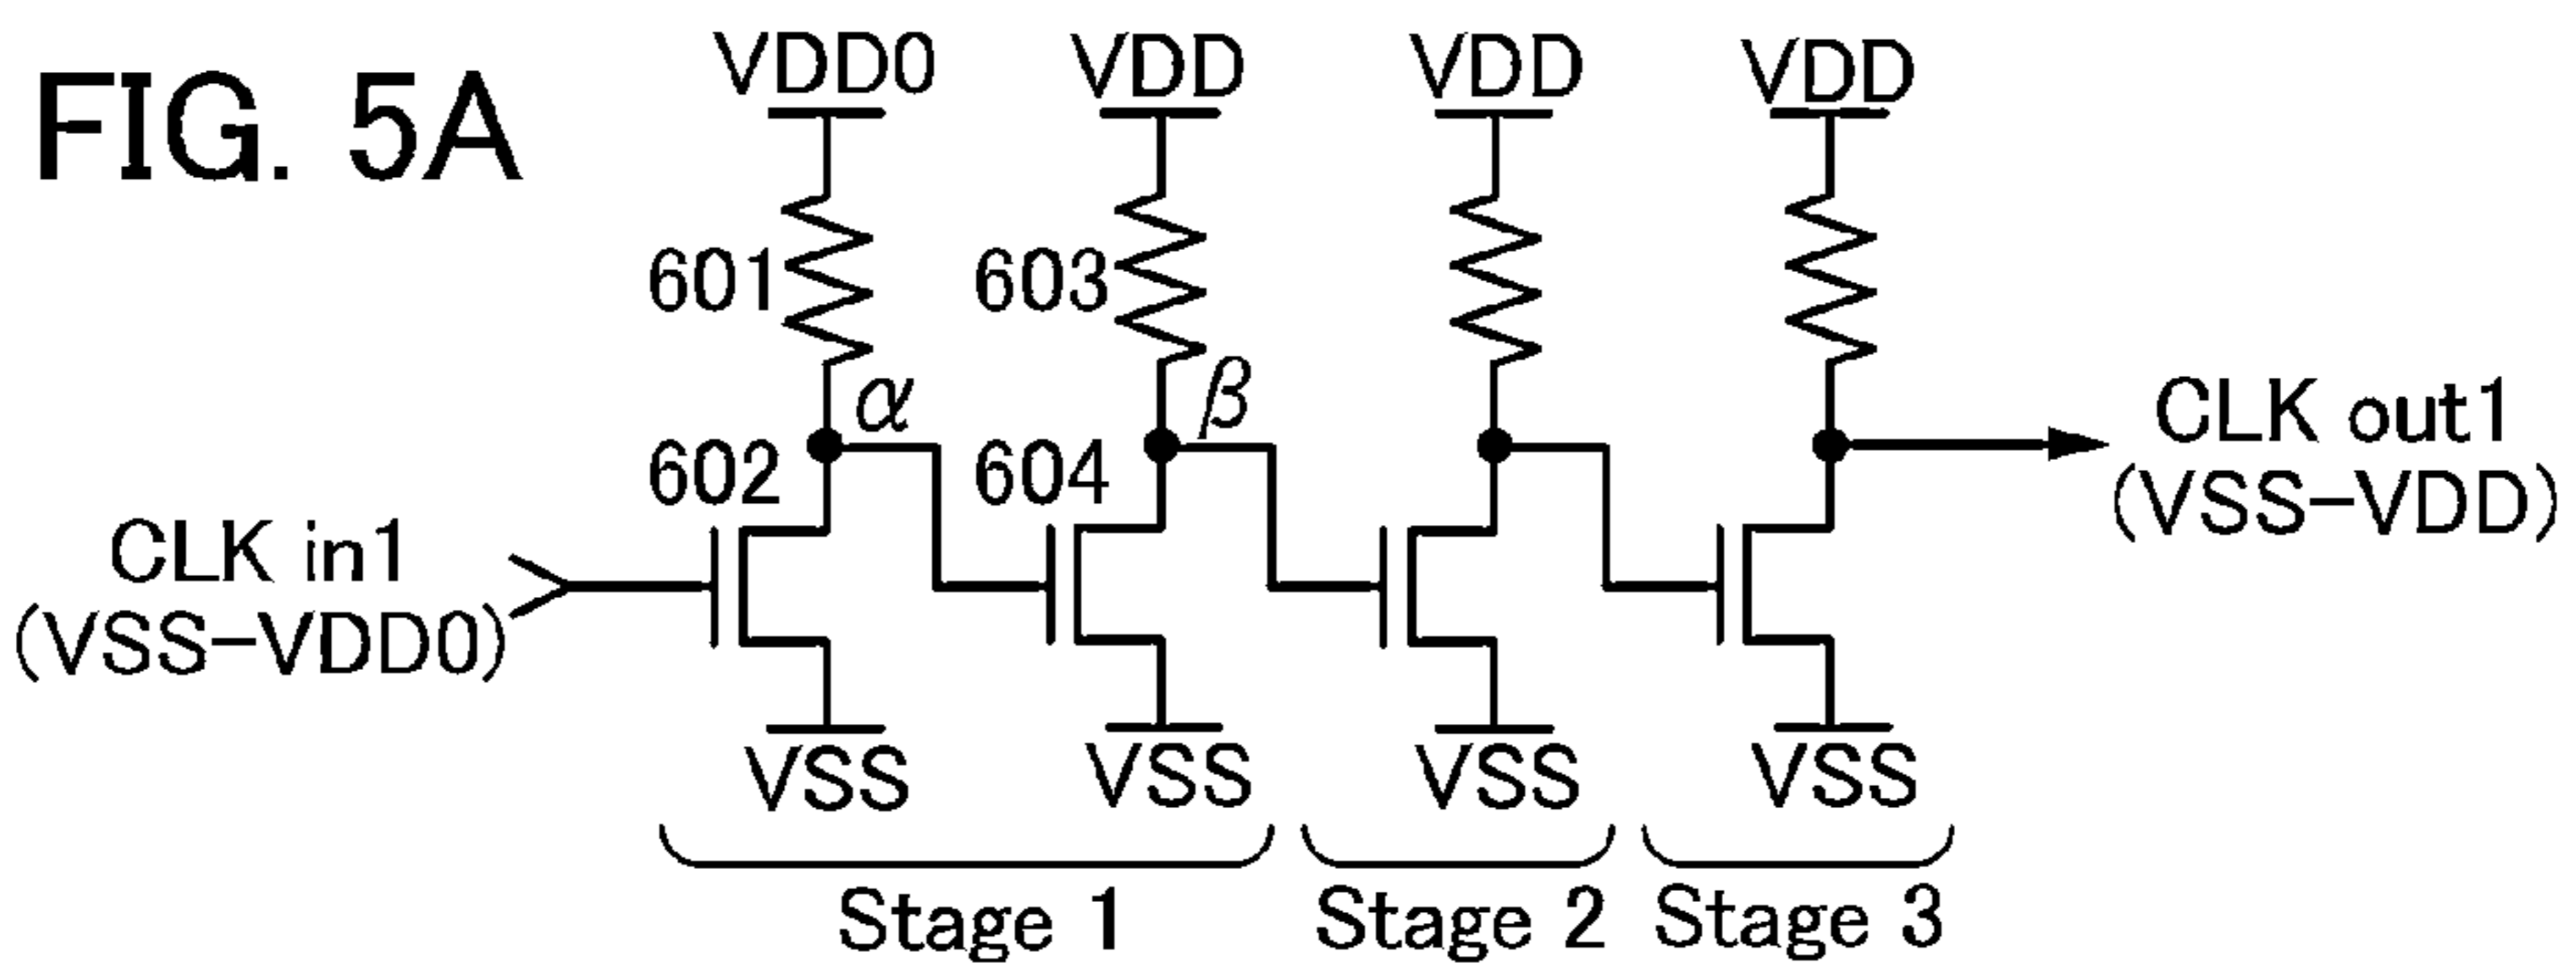 FIG. 5A
VDD0 VDD VDD VDD
601 603
α β
602 604
CLK in1
(VSS-VDD0)
CLK out1
(VSS-VDD)
VSS VSS VSS VSS
Stage 1 Stage 2 Stage 3